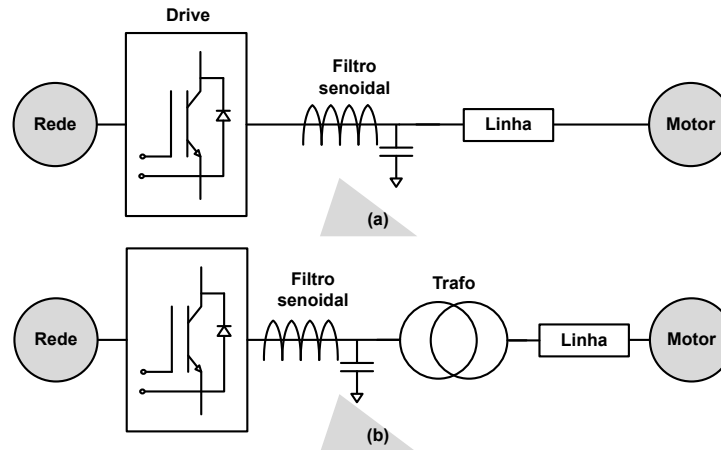 Drive
Filtro
senoidal
Rede
Linha
Motor
(a)
Filtro
senoidal
Trafo
Rede
Linha
Motor
(b)